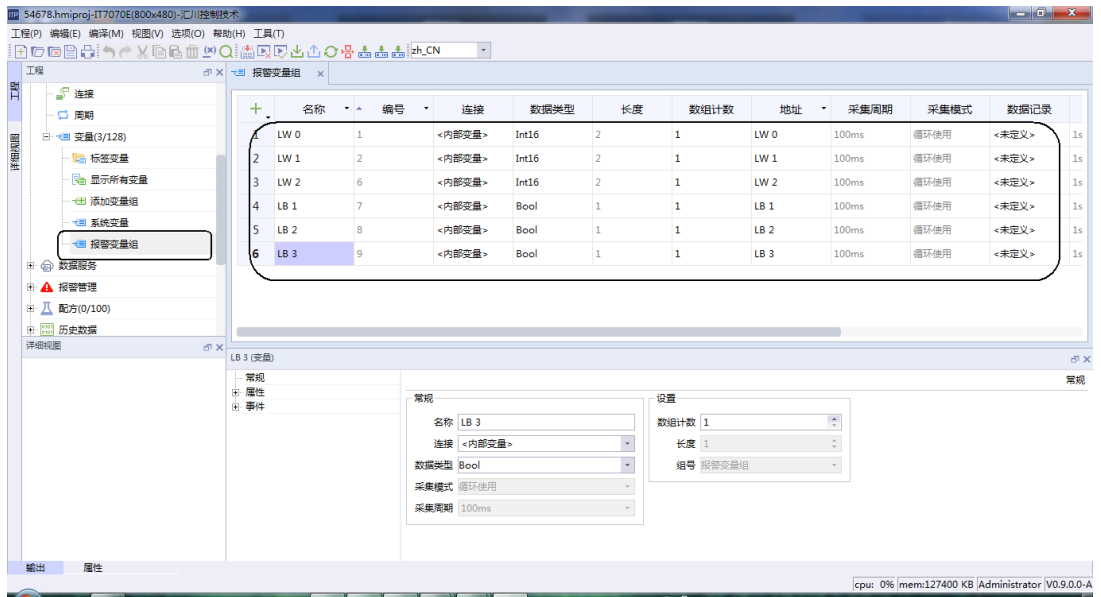 54678.hmiproj-IT7070E(800x480)-汇川控制技术
工程(P) 编辑(E) 编译(M) 视图(V) 选项(O) 帮助(H) 工具(T)
zh_CN
工程
详细视图
工程
连接
周期
变量(3/128)
标签变量
显示所有变量
添加变量组
系统变量
报警变量组
数据服务
报警管理
配方(0/100)
历史数据
详细视图
报警变量组
名称 编号 连接 数据类型 长度 数组计数 地址 采集周期 采集模式 数据记录
1 LW 0 1 <内部变量> Int16 2 1 LW 0 100ms 循环使用 <未定义> 1s
2 LW 1 2 <内部变量> Int16 2 1 LW 1 100ms 循环使用 <未定义> 1s
3 LW 2 6 <内部变量> Int16 2 1 LW 2 100ms 循环使用 <未定义> 1s
4 LB 1 7 <内部变量> Bool 1 1 LB 1 100ms 循环使用 <未定义> 1s
5 LB 2 8 <内部变量> Bool 1 1 LB 2 100ms 循环使用 <未定义> 1s
6 LB 3 9 <内部变量> Bool 1 1 LB 3 100ms 循环使用 <未定义> 1s
LB 3 (变量)
常规
属性
事件
常规
常规
名称 LB 3
连接 <内部变量>
数据类型 Bool
采集模式 循环使用
采集周期 100ms
设置
数组计数 1
长度 1
组号 报警变量组
输出 属性
cpu: 0% mem:127400 KB Administrator V0.9.0.0-A